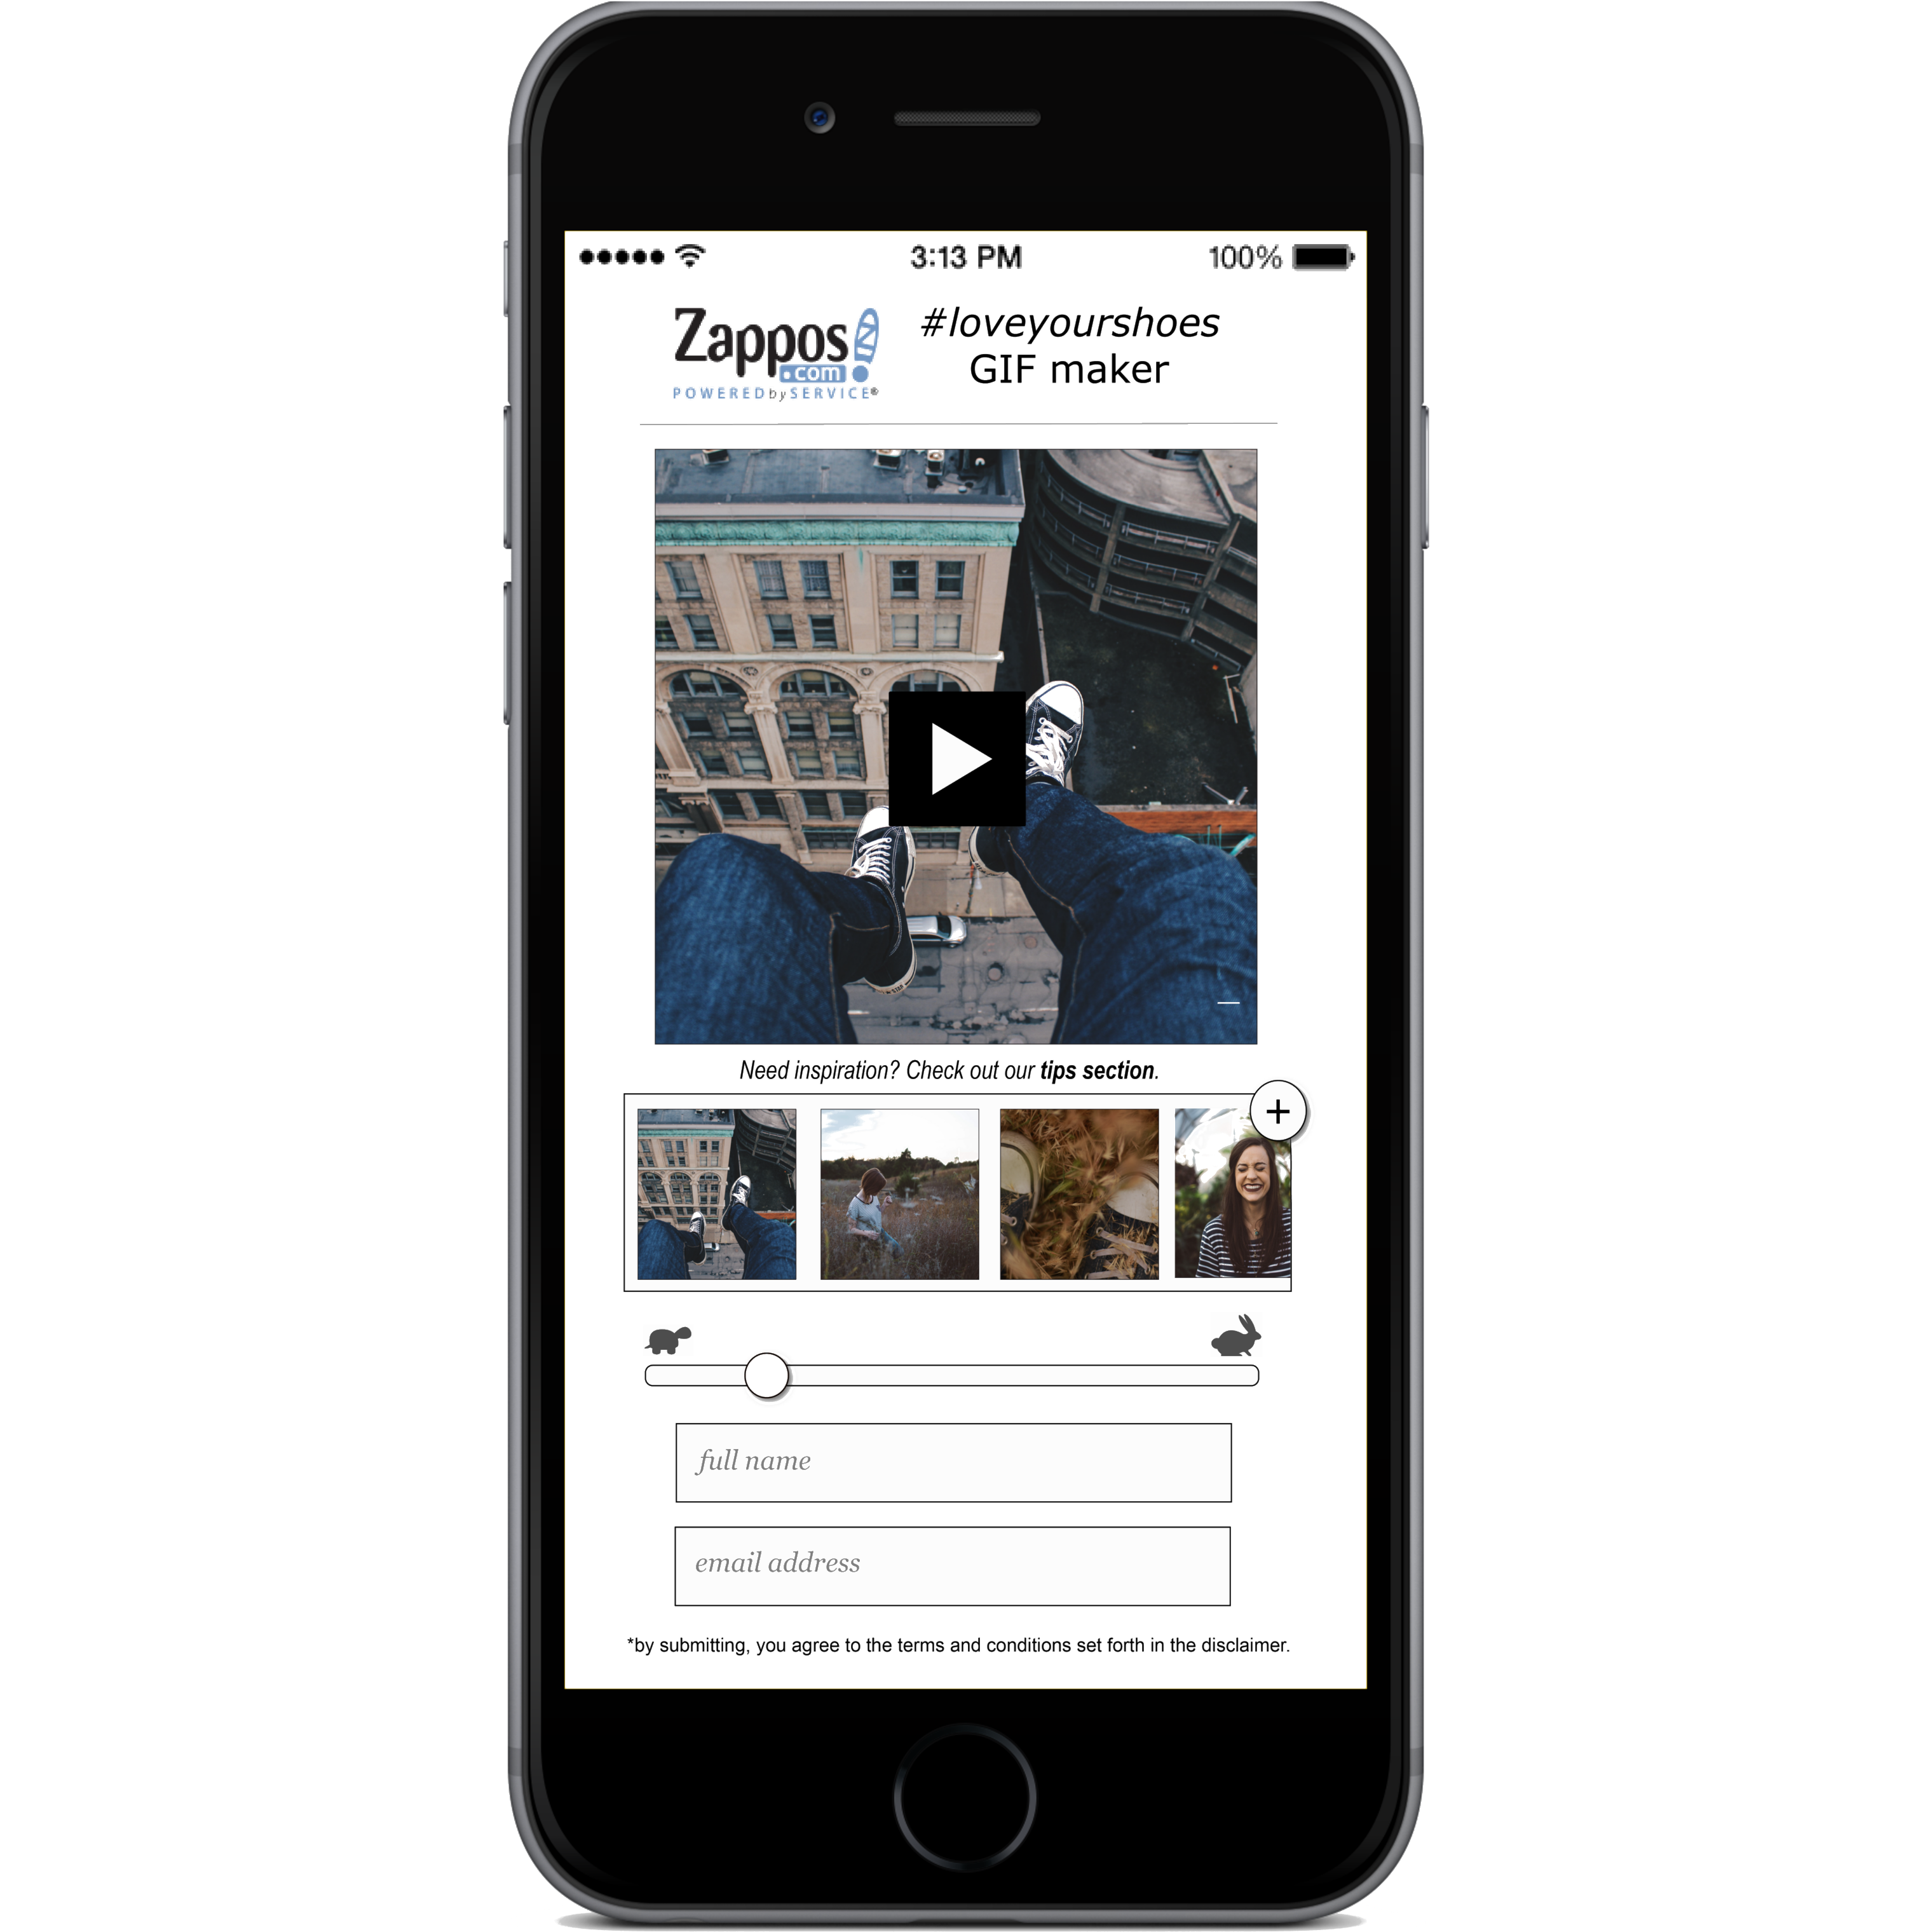 3:13 PM 100%
Zappos
.com
POWERED by SERVICE®
#loveyourshoes
GIF maker
Need inspiration? Check out our tips section.
+
full name
email address
*by submitting, you agree to the terms and conditions set forth in the disclaimer.